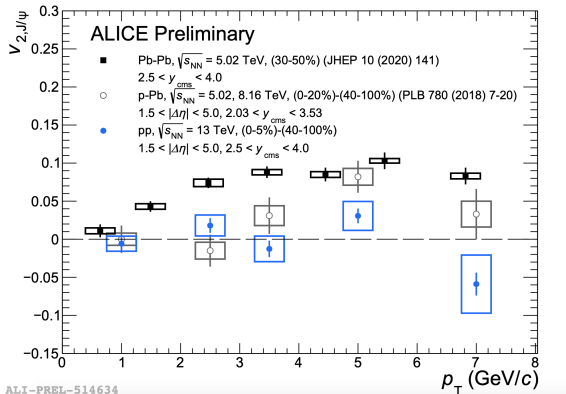 0.3
ALICE Preliminary
Pb-Pb, √sNN = 5.02 TeV, (30-50%) (JHEP 10 (2020) 141)
2.5 < ycms < 4.0
p-Pb, √sNN = 5.02, 8.16 TeV, (0-20%)-(40-100%) (PLB 780 (2018) 7-20)
1.5 < |Δη| < 5.0, 2.03 < ycms < 3.53
pp, √sNN = 13 TeV, (0-5%)-(40-100%)
1.5 < |Δη| < 5.0, 2.5 < ycms < 4.0
v2,J/ψ
0.25
0.2
0.15
0.1
0.05
0
−0.05
−0.1
−0.15
0 1 2 3 4 5 6 7 8
pT (GeV/c)
ALI-PREL-514634